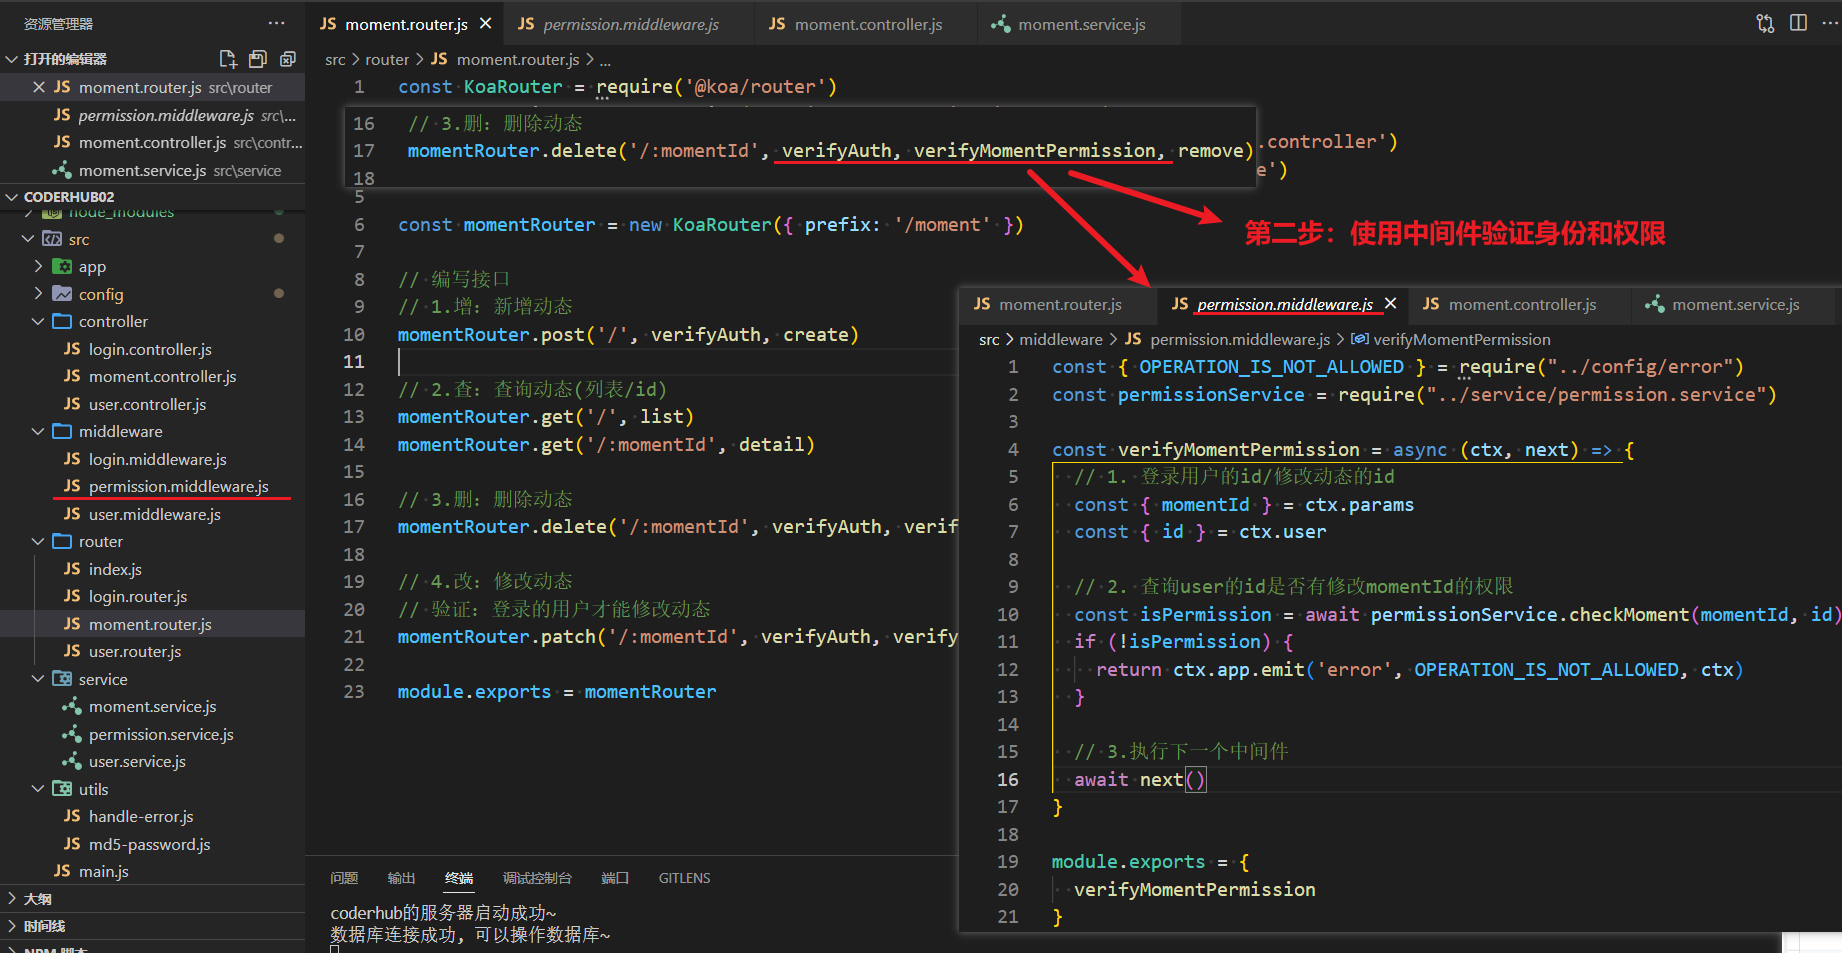 资源管理器
打开的编辑器
JS moment.router.js src\router
JS permission.middleware.js src\...
JS moment.controller.js src\contr...
moment.service.js src\service
CODERHUB02
node_modules
src
app
config
controller
JS login.controller.js
JS moment.controller.js
JS user.controller.js
middleware
JS login.middleware.js
JS permission.middleware.js
JS user.middleware.js
router
JS index.js
JS login.router.js
JS moment.router.js
JS user.router.js
service
moment.service.js
permission.service.js
user.service.js
utils
JS handle-error.js
JS md5-password.js
JS main.js
大纲
时间线
NPM 脚本
JS moment.router.js
JS permission.middleware.js
JS moment.controller.js
moment.service.js
src > router > JS moment.router.js > ...
1 const KoaRouter = require('@koa/router')
16 // 3.删: 删除动态
17 momentRouter.delete('/:momentId', verifyAuth, verifyMomentPermission, remove)
18
.controller')
e')
5
6 const momentRouter = new KoaRouter({ prefix: '/moment' })
7
8 // 编写接口
9 // 1.增: 新增动态
10 momentRouter.post('/', verifyAuth, create)
11
12 // 2.查: 查询动态(列表/id)
13 momentRouter.get('/', list)
14 momentRouter.get('/:momentId', detail)
15
16 // 3.删: 删除动态
17 momentRouter.delete('/:momentId', verifyAuth, verif
18
19 // 4.改: 修改动态
20 // 验证: 登录的用户才能修改动态
21 momentRouter.patch('/:momentId', verifyAuth, verify
22
23 module.exports = momentRouter
第二步：使用中间件验证身份和权限
JS moment.router.js
JS permission.middleware.js
JS moment.controller.js
moment.service.js
src > middleware > JS permission.middleware.js > verifyMomentPermission
1 const { OPERATION_IS_NOT_ALLOWED } = require("../config/error")
2 const permissionService = require("../service/permission.service")
3
4 const verifyMomentPermission = async (ctx, next) => {
5 // 1. 登录用户的id/修改动态的id
6 const { momentId } = ctx.params
7 const { id } = ctx.user
8
9 // 2. 查询user的id是否有修改momentId的权限
10 const isPermission = await permissionService.checkMoment(momentId, id)
11 if (!isPermission) {
12 return ctx.app.emit('error', OPERATION_IS_NOT_ALLOWED, ctx)
13 }
14
15 // 3.执行下一个中间件
16 await next()
17 }
18
19 module.exports = {
20 verifyMomentPermission
21 }
问题 输出 终端 调试控制台 端口 GITLENS
coderhub的服务器启动成功~
数据库连接成功, 可以操作数据库~